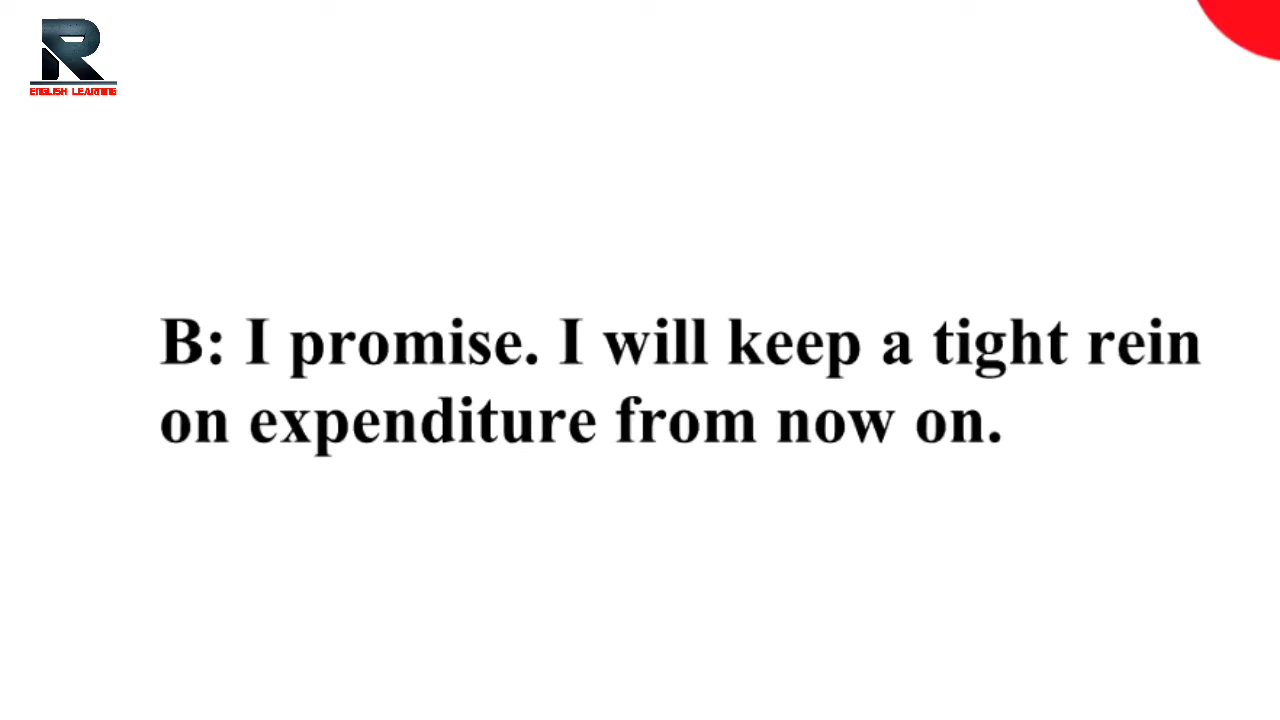 R
ENGLISH LEARNING
B: I promise. I will keep a tight rein
on expenditure from now on.